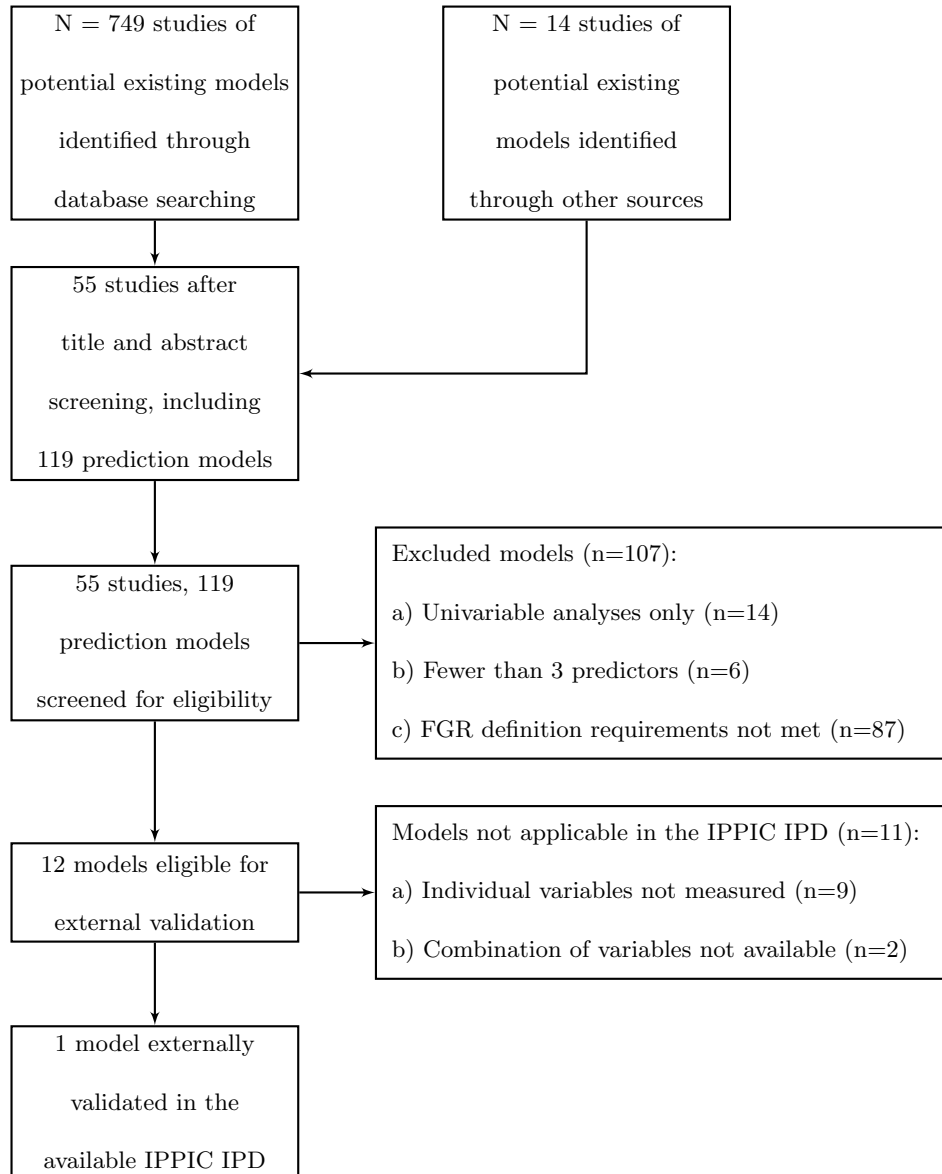 N = 749 studies of
potential existing models
identified through
database searching
N = 14 studies of
potential existing
models identified
through other sources
55 studies after
title and abstract
screening, including
119 prediction models
55 studies, 119
prediction models
screened for eligibility
Excluded models (n=107):
a) Univariable analyses only (n=14)
b) Fewer than 3 predictors (n=6)
c) FGR definition requirements not met (n=87)
12 models eligible for
external validation
Models not applicable in the IPPIC IPD (n=11):
a) Individual variables not measured (n=9)
b) Combination of variables not available (n=2)
1 model externally
validated in the
available IPPIC IPD